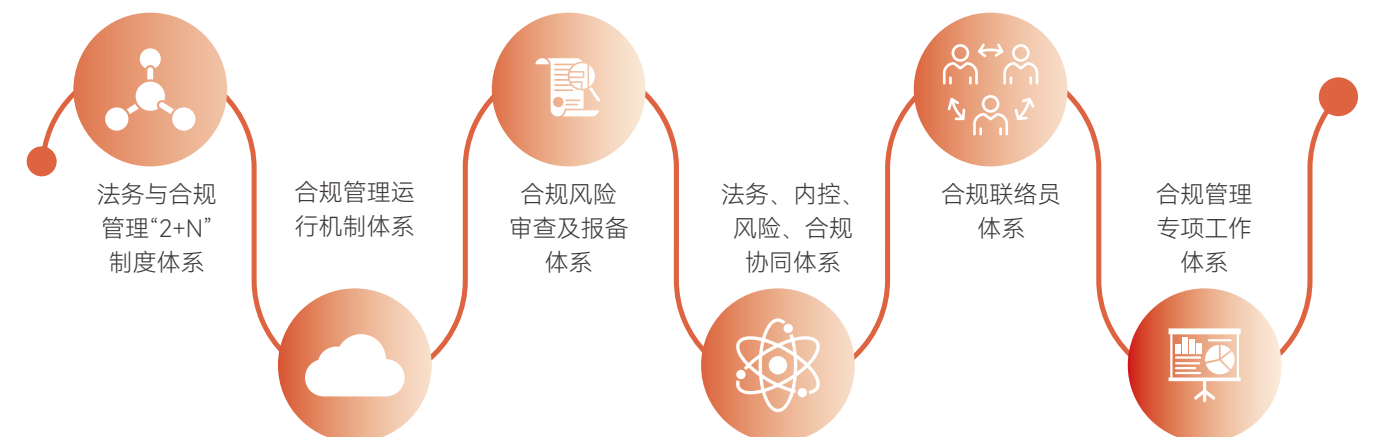 法务与合规
管理“2+N”
制度体系
合规管理运
行机制体系
合规风险
审查及报备
体系
法务、内控、
风险、合规
协同体系
合规联络员
体系
合规管理
专项工作
体系